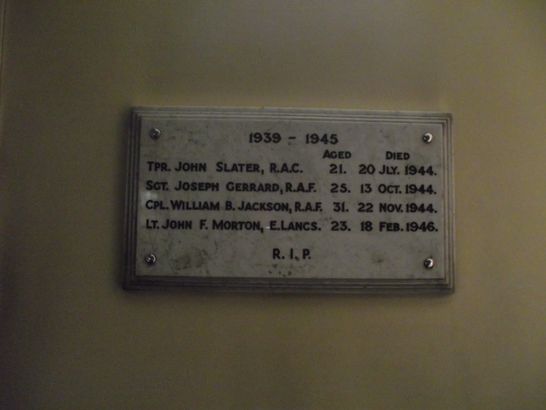 1939 - 1945
AGED DIED
TPR. JOHN SLATER, R.A.C. 21. 20 JLY. 1944.
SGT. JOSEPH GERRARD, R.A.F. 25. 13 OCT. 1944.
CPL. WILLIAM B. JACKSON, R.A.F. 31. 22 NOV. 1944.
LT. JOHN F. MORTON, E.LANCS. 23. 18 FEB. 1946.
R.I.P.